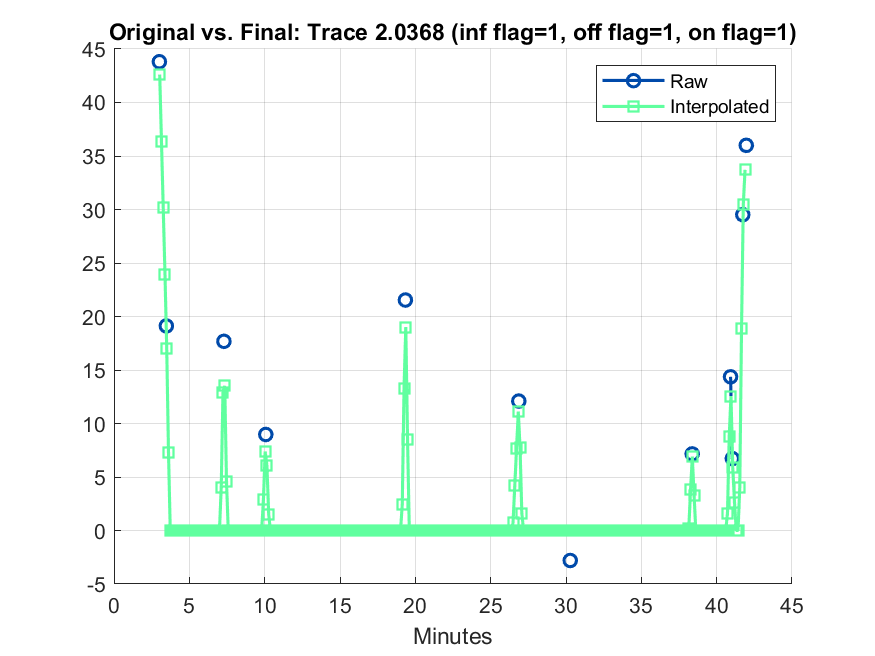 Original vs. Final: Trace 2.0368 (inf flag=1, off flag=1, on flag=1)
Raw
Interpolated
45
40
35
30
25
20
15
10
5
0
-5
0 5 10 15 20 25 30 35 40 45
Minutes